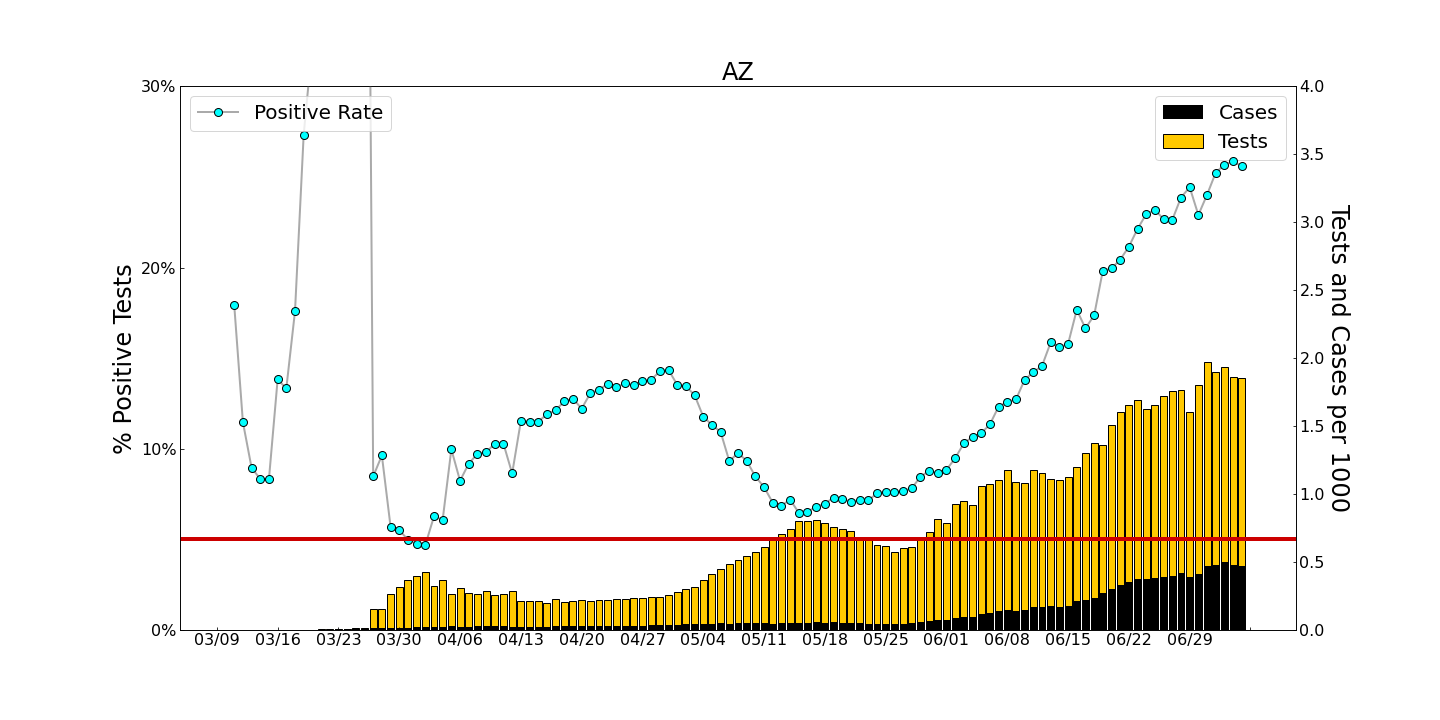 AZ
Positive Rate
Cases
Tests
% Positive Tests
30%
20%
10%
0%
Tests and Cases per 1000
4.0
3.5
3.0
2.5
2.0
1.5
1.0
0.5
0.0
03/09 03/16 03/23 03/30 04/06 04/13 04/20 04/27 05/04 05/11 05/18 05/25 06/01 06/08 06/15 06/22 06/29